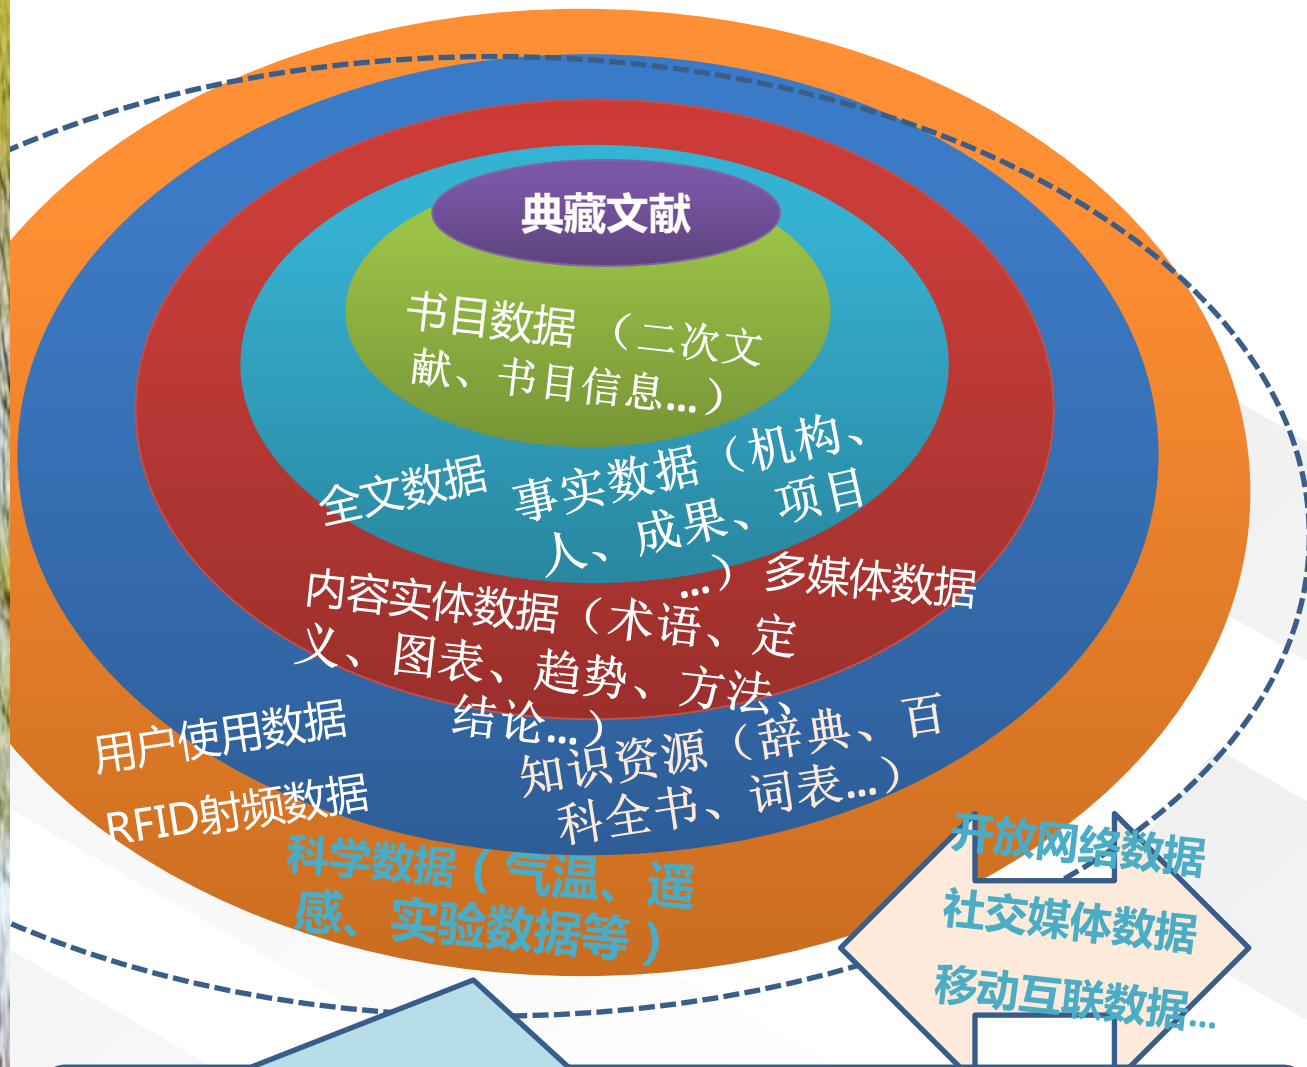 典藏文献
书目数据 （二次文
献、书目信息...）
全文数据
事实数据（机构、
人、成果、项目
...）
多媒体数据
内容实体数据（术语、定
义、图表、趋势、方法、
结论...）
用户使用数据
知识资源（辞典、百
科全书、词表...）
RFID射频数据
科学数据（气温、遥
感、实验数据等）
开放网络数据
社交媒体数据
移动互联数据...